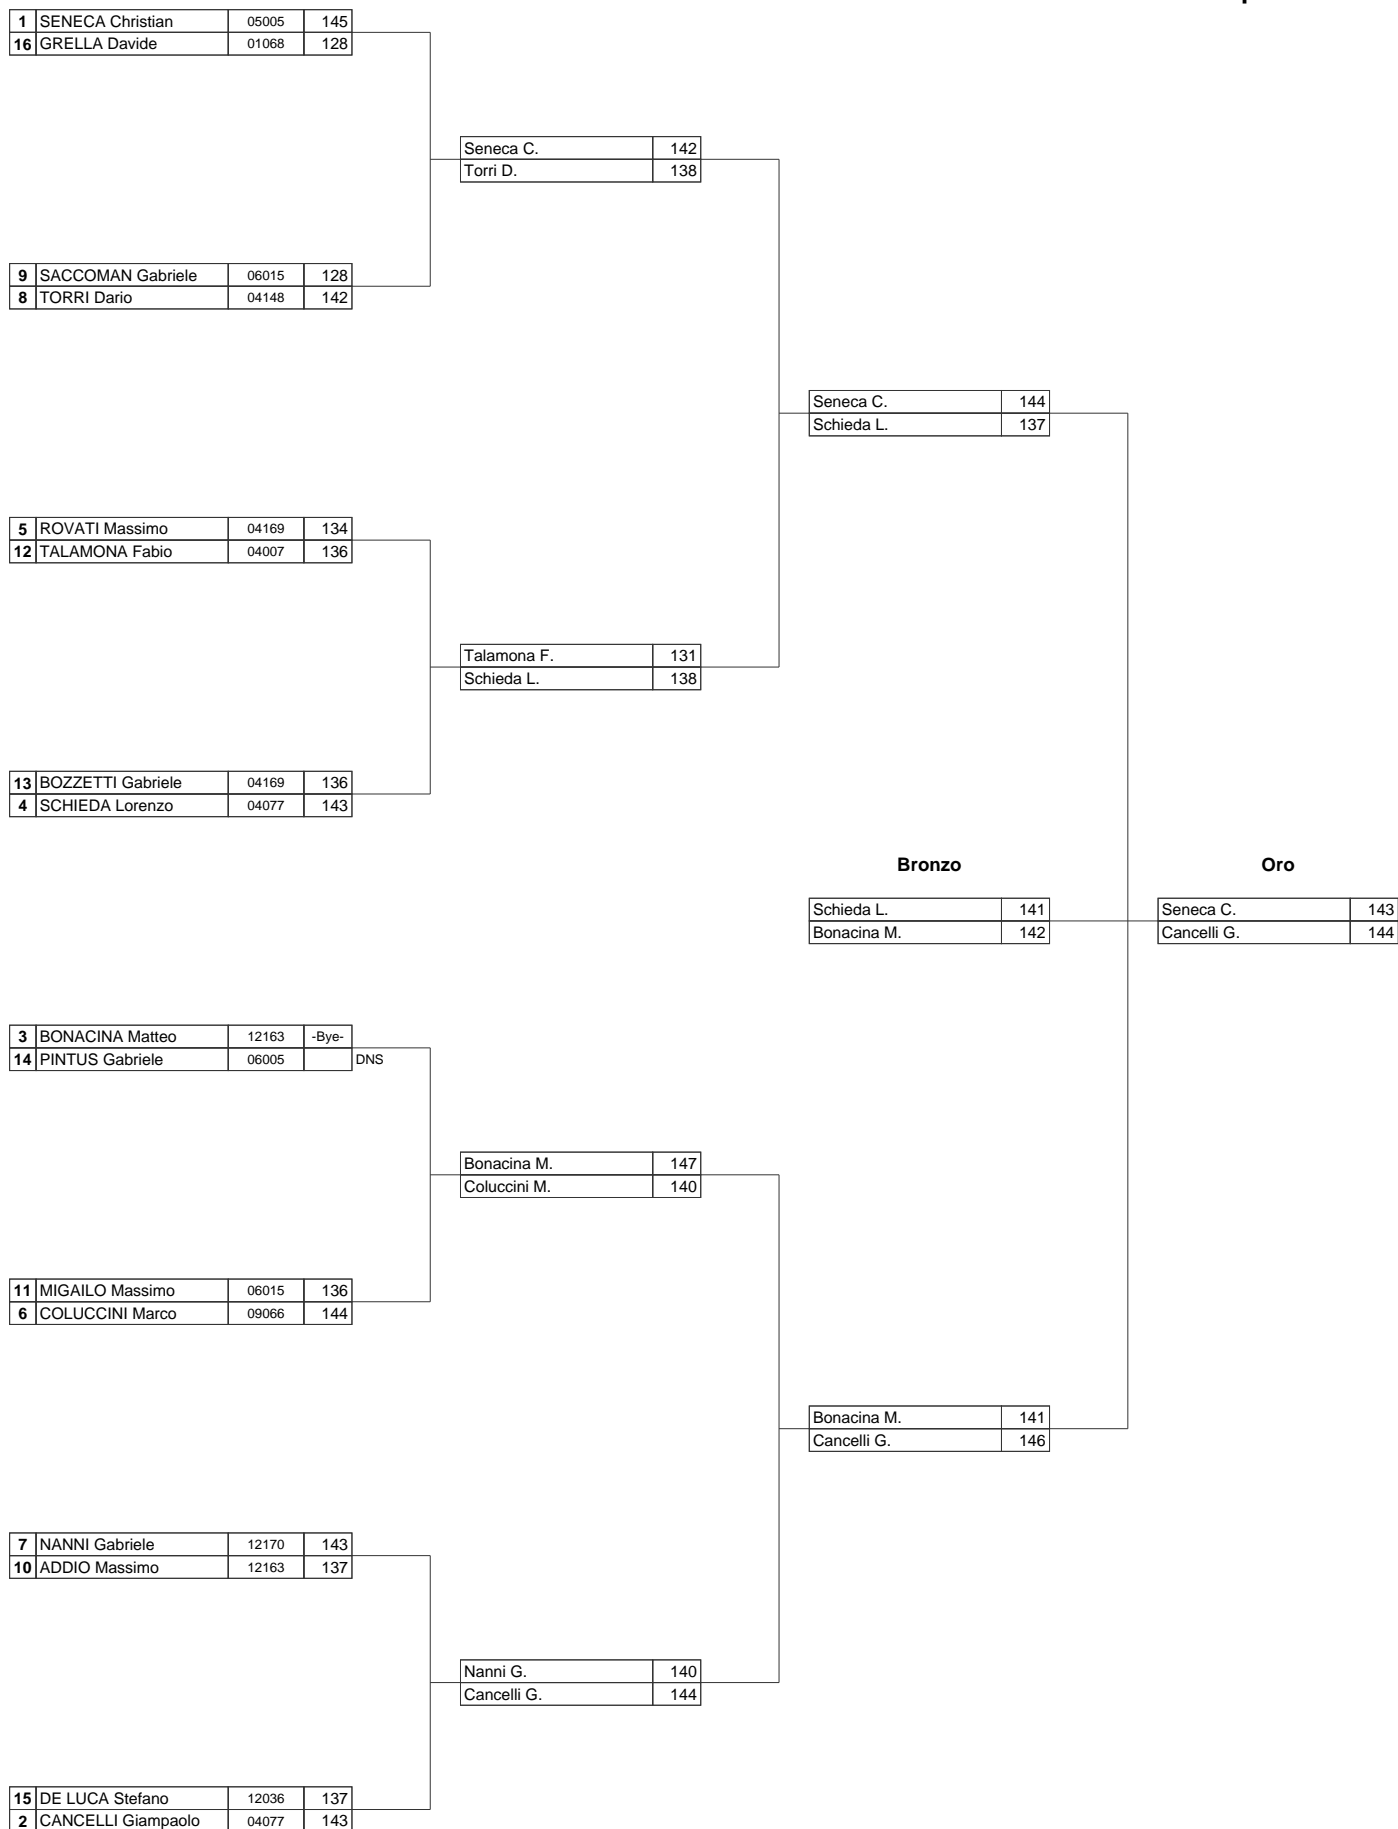 1 SENECA Christian 05005 145
16 GRELLA Davide 01068 128
Seneca C. 142
Torri D. 138
9 SACCOMAN Gabriele 06015 128
8 TORRI Dario 04148 142
Seneca C. 144
Schieda L. 137
5 ROVATI Massimo 04169 134
12 TALAMONA Fabio 04007 136
Talamona F. 131
Schieda L. 138
13 BOZZETTI Gabriele 04169 136
4 SCHIEDA Lorenzo 04077 143
Bronzo Oro
Schieda L. 141 Seneca C. 143
Bonacina M. 142 Cancelli G. 144
3 BONACINA Matteo 12163 -Bye-
14 PINTUS Gabriele 06005 DNS
Bonacina M. 147
Coluccini M. 140
11 MIGAILO Massimo 06015 136
6 COLUCCINI Marco 09066 144
Bonacina M. 141
Cancelli G. 146
7 NANNI Gabriele 12170 143
10 ADDIO Massimo 12163 137
Nanni G. 140
Cancelli G. 144
15 DE LUCA Stefano 12036 137
2 CANCELLI Giampaolo 04077 143